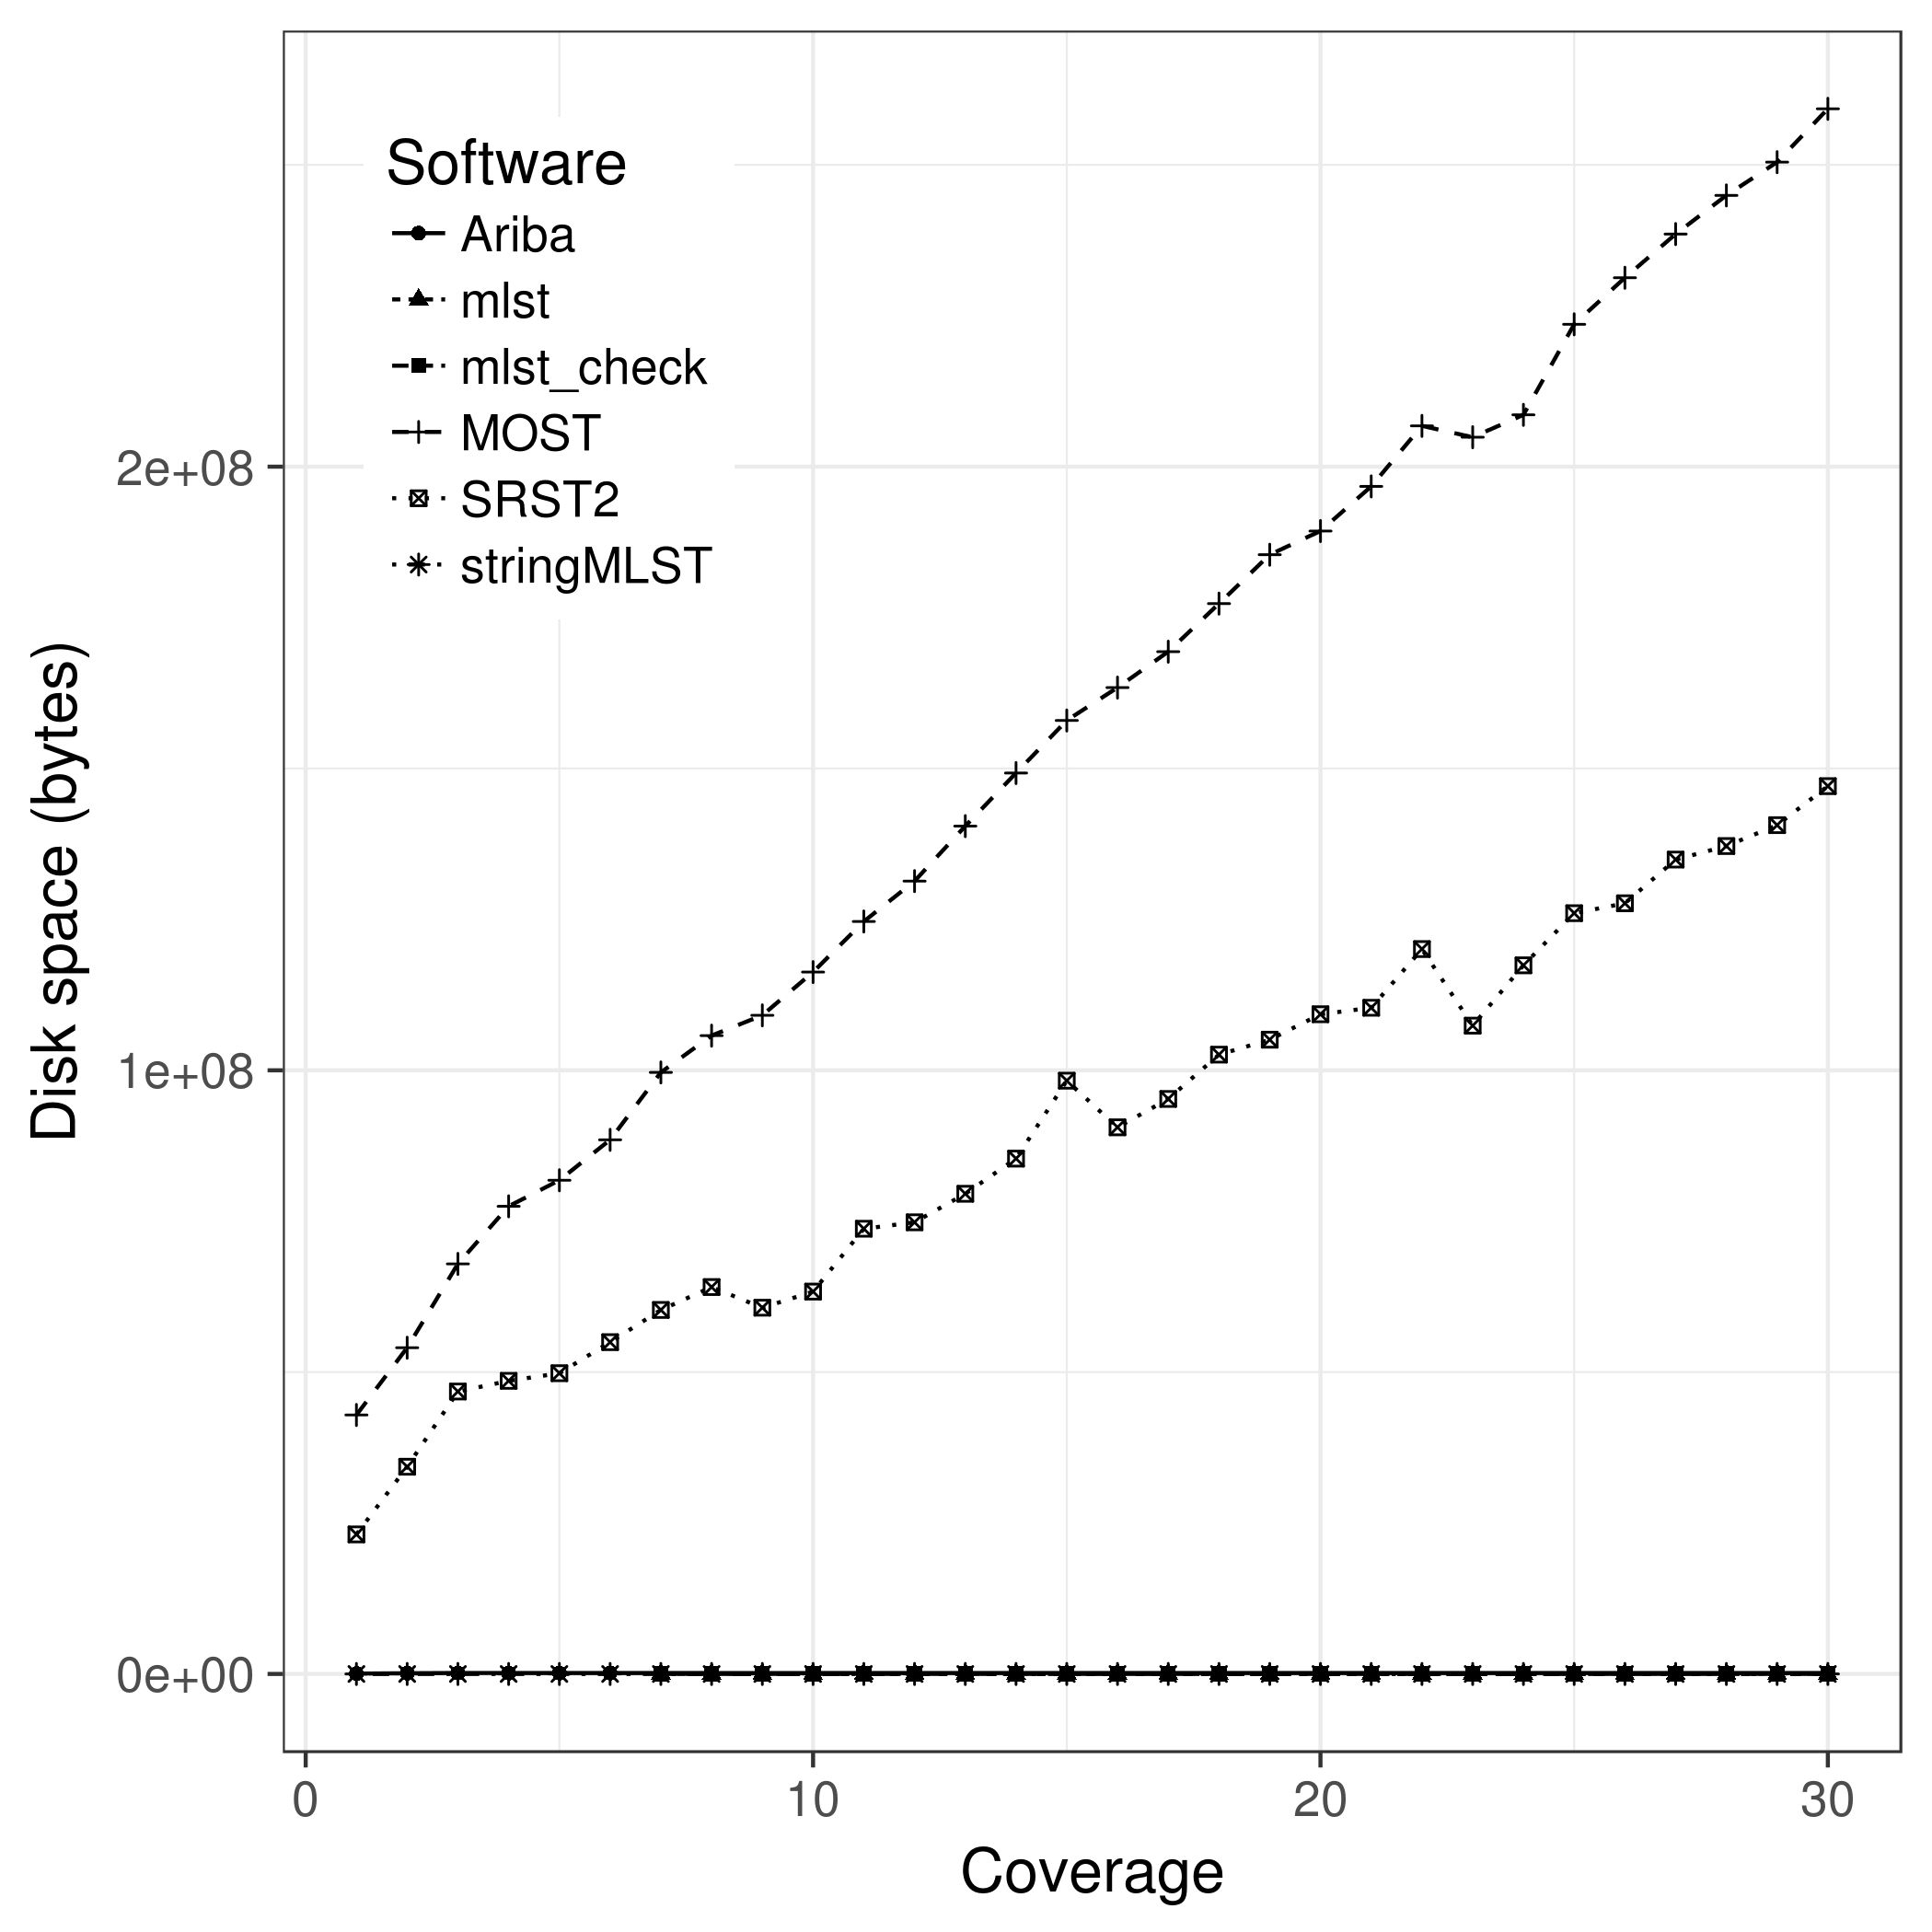 Software
Ariba
mlst
mlst_check
MOST
SRST2
stringMLST
Disk space (bytes)
2e+08
1e+08
0e+00
0 10 20 30
Coverage